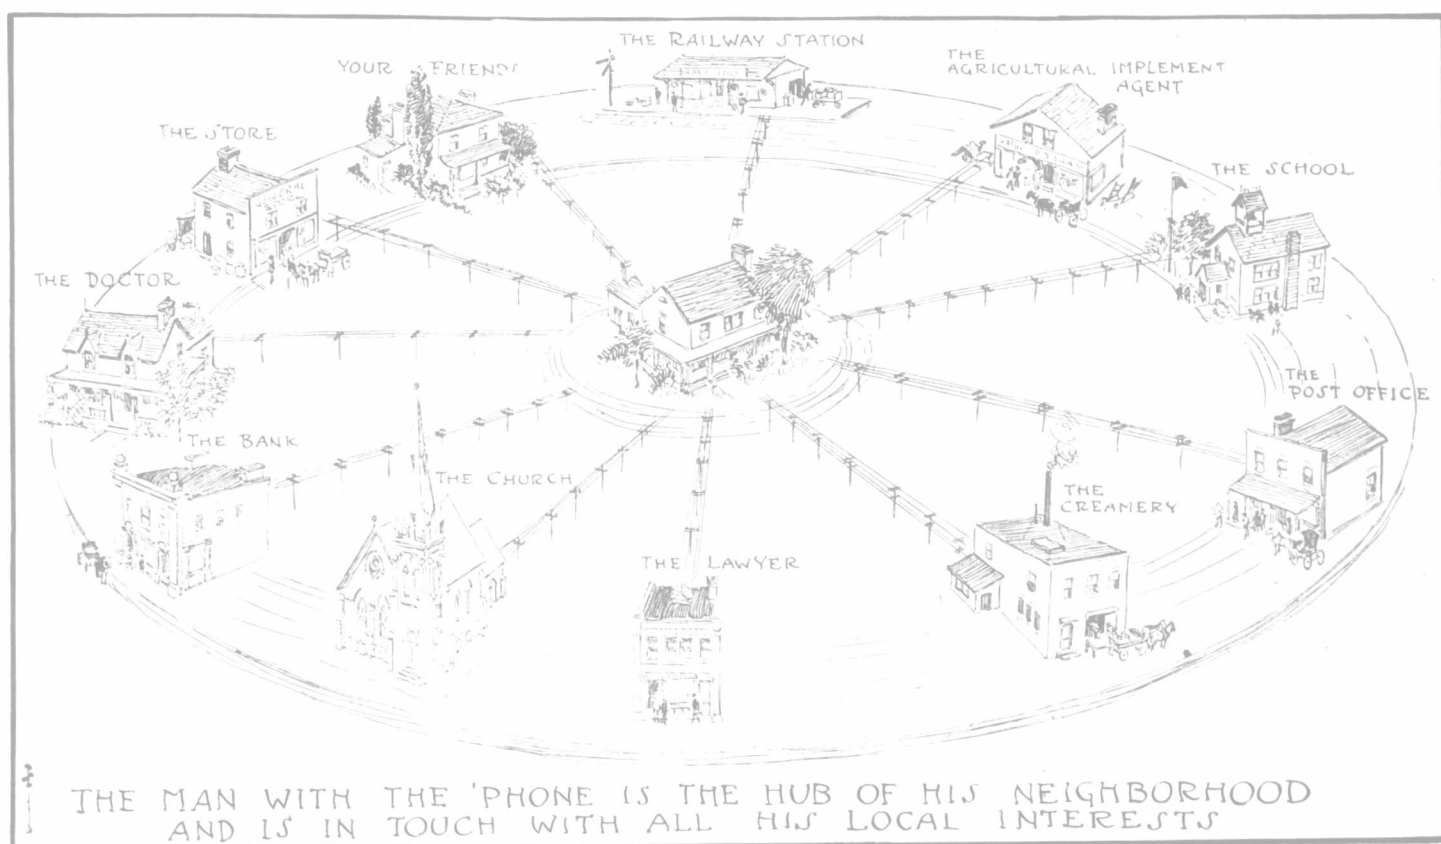 THE RAILWAY STATION
YOUR FRIENDS
THE
AGRICULTURAL IMPLEMENT
AGENT
THE STORE
THE SCHOOL
THE DOCTOR
THE
POST OFFICE
THE BANK
THE CHURCH
THE
CREAMERY
THE LAWYER
THE MAN WITH THE 'PHONE IS THE HUB OF HIS NEIGHBORHOOD
AND IS IN TOUCH WITH ALL HIS LOCAL INTERESTS